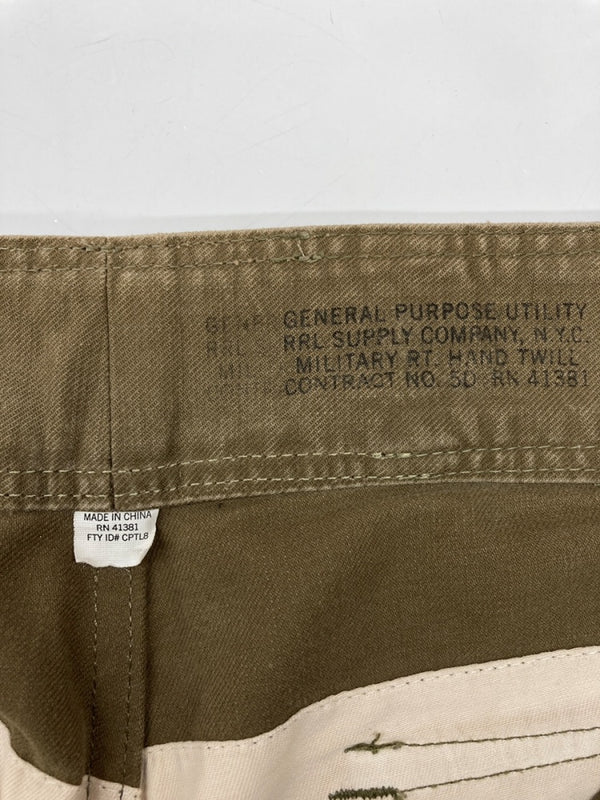 GENERAL PURPOSE UTILITY
RRL SUPPLY COMPANY, N.Y.C.
MILITARY RT. HAND TWILL
CONTRACT NO. 5D RN 41381
MADE IN CHINA
RN 41381
FTY ID# CPTLB